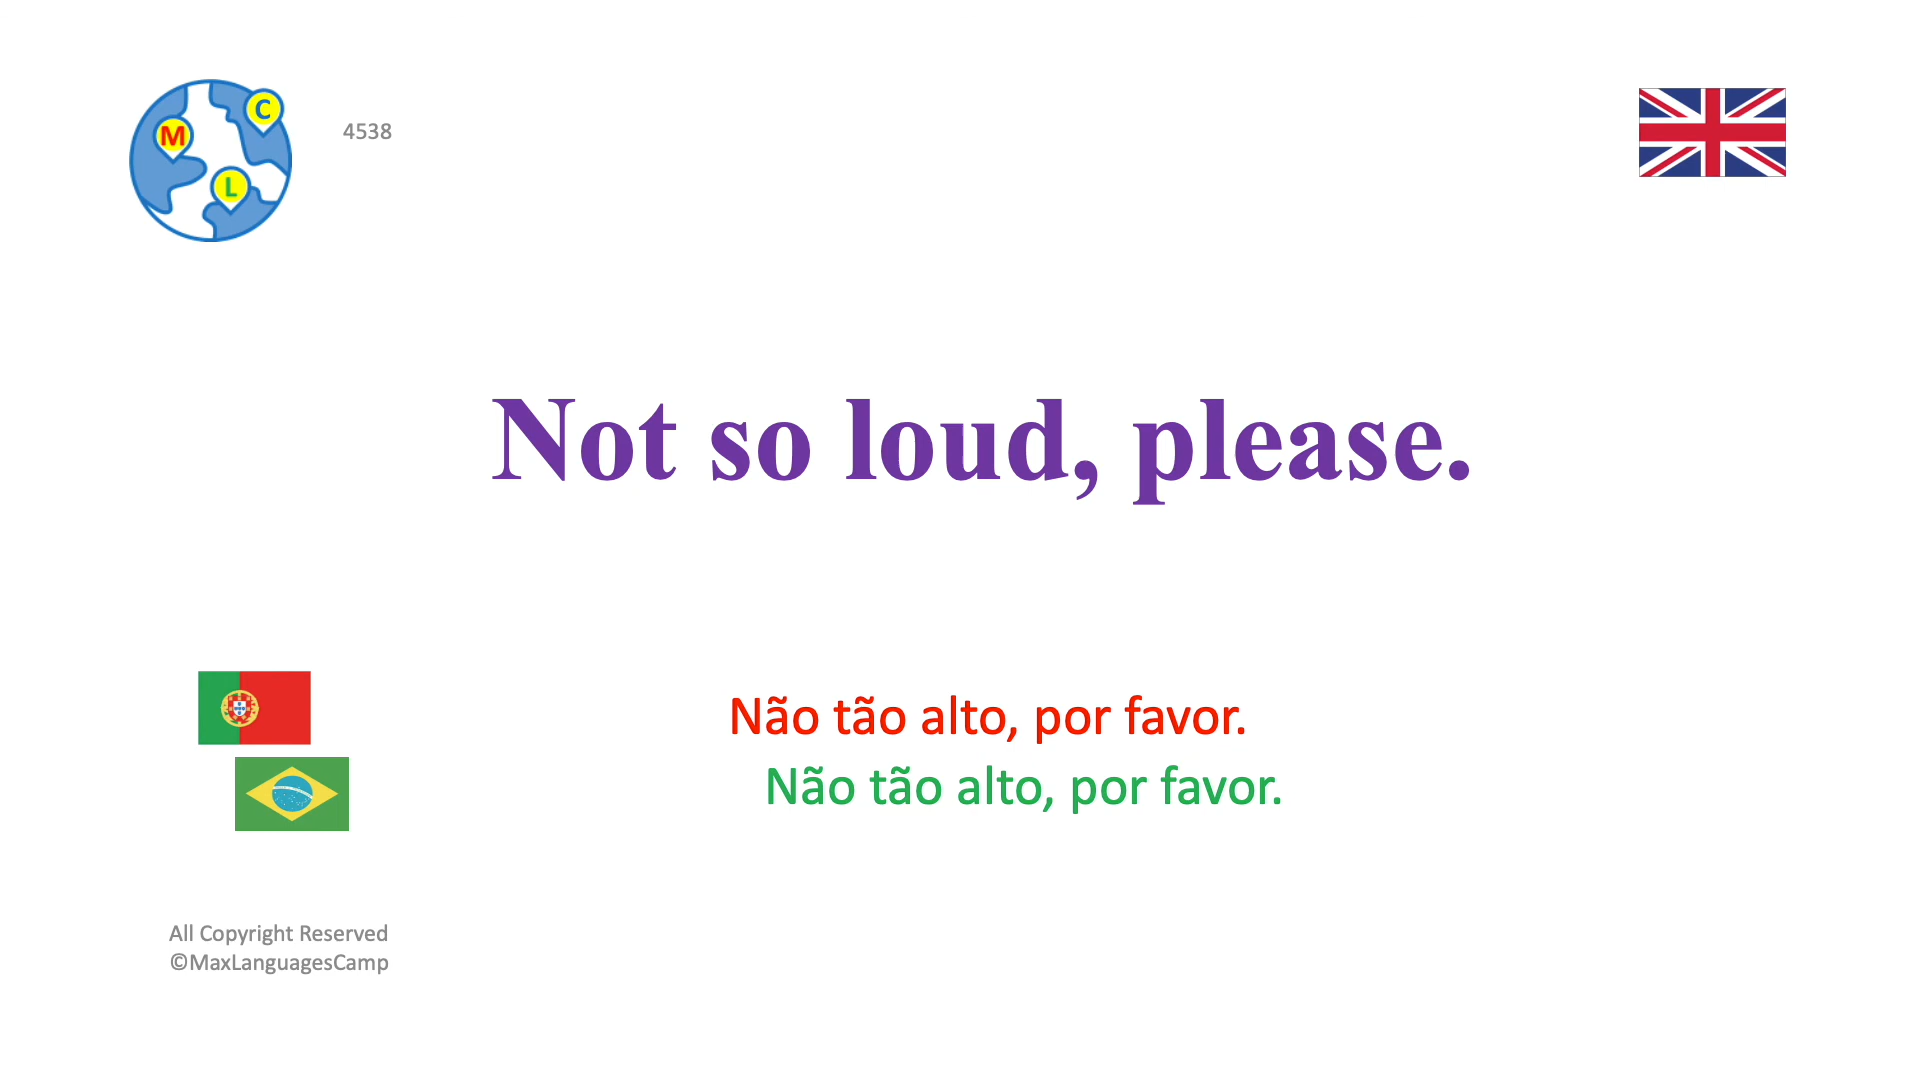 M
C
L
4538
Not so loud, please.
Não tão alto, por favor.
Não tão alto, por favor.
All Copyright Reserved
©MaxLanguagesCamp